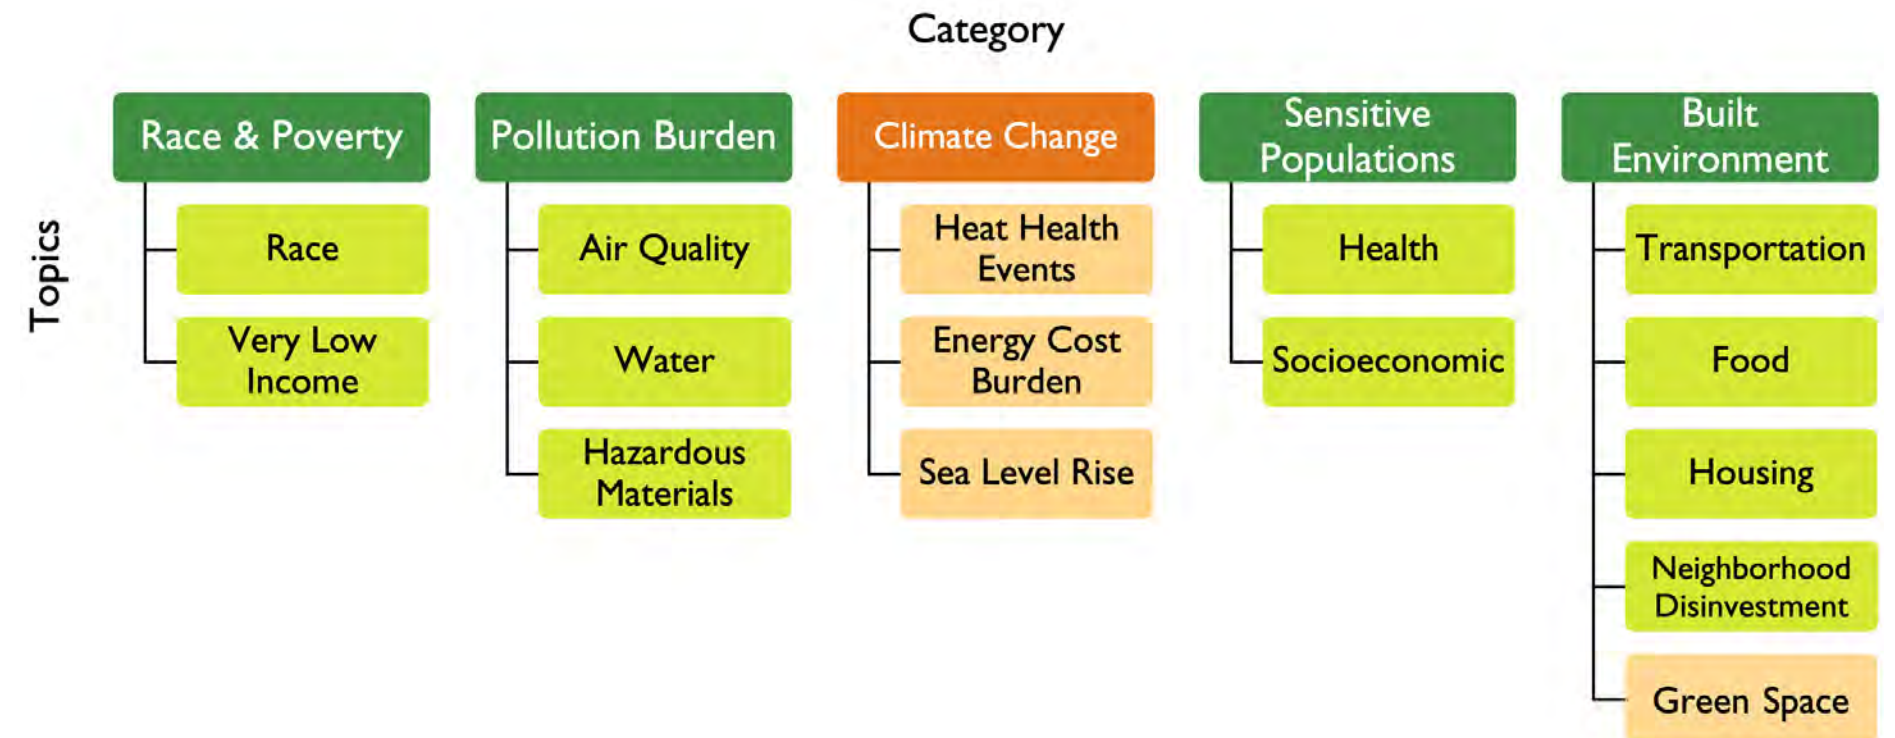 Category
Topics
Race & Poverty
Race
Very Low
Income
Pollution Burden
Air Quality
Water
Hazardous
Materials
Climate Change
Heat Health
Events
Energy Cost
Burden
Sea Level Rise
Sensitive
Populations
Health
Socioeconomic
Built
Environment
Transportation
Food
Housing
Neighborhood
Disinvestment
Green Space